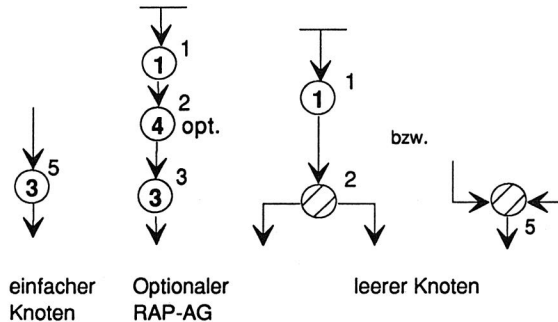 1
1
2
4 opt.
3
3
5
3
1
1
2
bzw.
5
einfacher
Knoten
Optionaler
RAP-AG
leerer Knoten